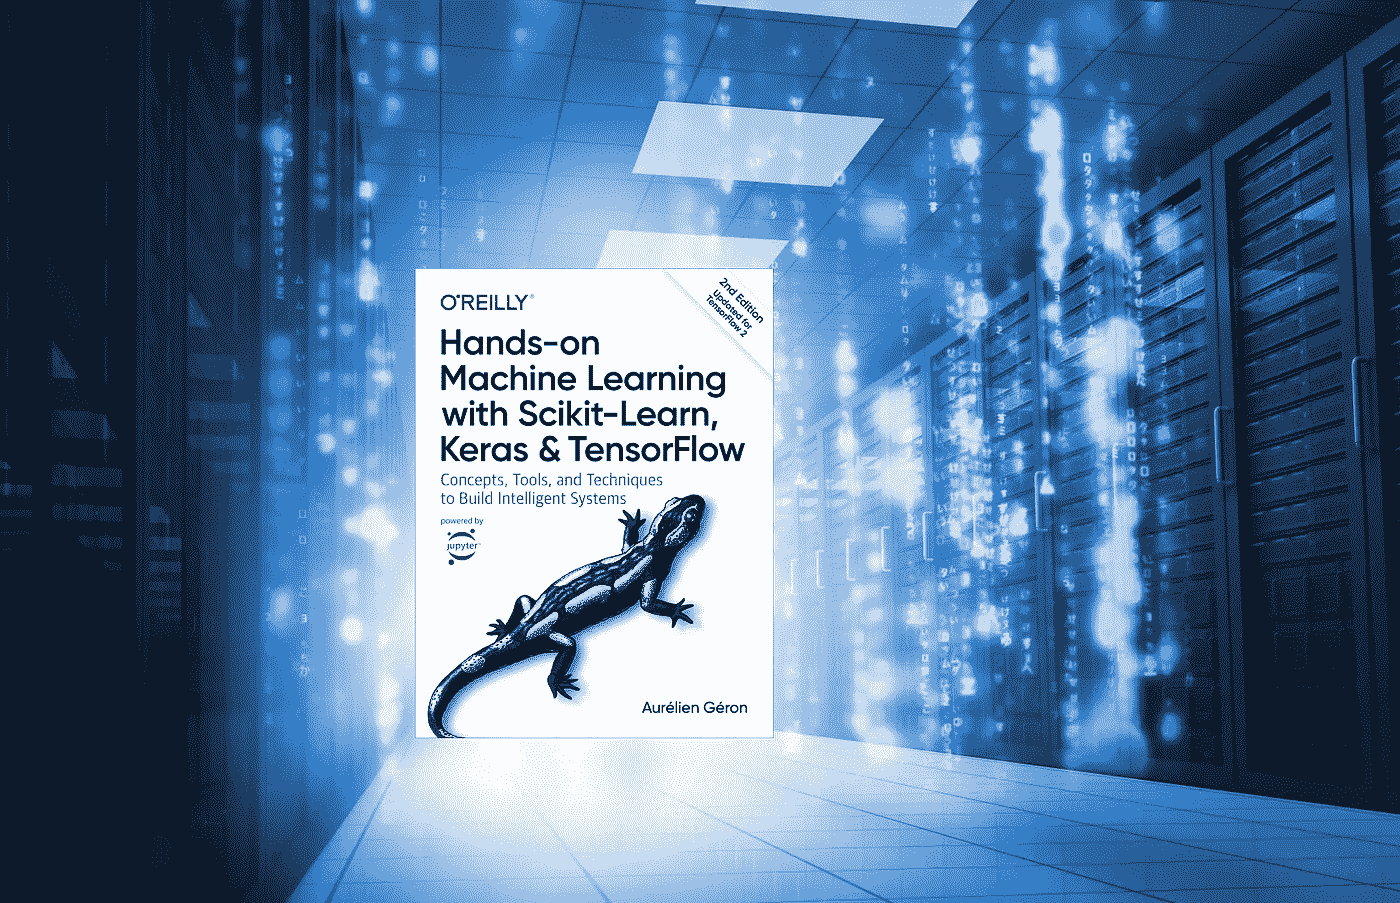 O'REILLY®
2nd Edition
Updated for
TensorFlow 2
Hands-on
Machine Learning
with Scikit-Learn,
Keras & TensorFlow
Concepts, Tools, and Techniques
to Build Intelligent Systems
powered by
jupyter
Aurélien Géron